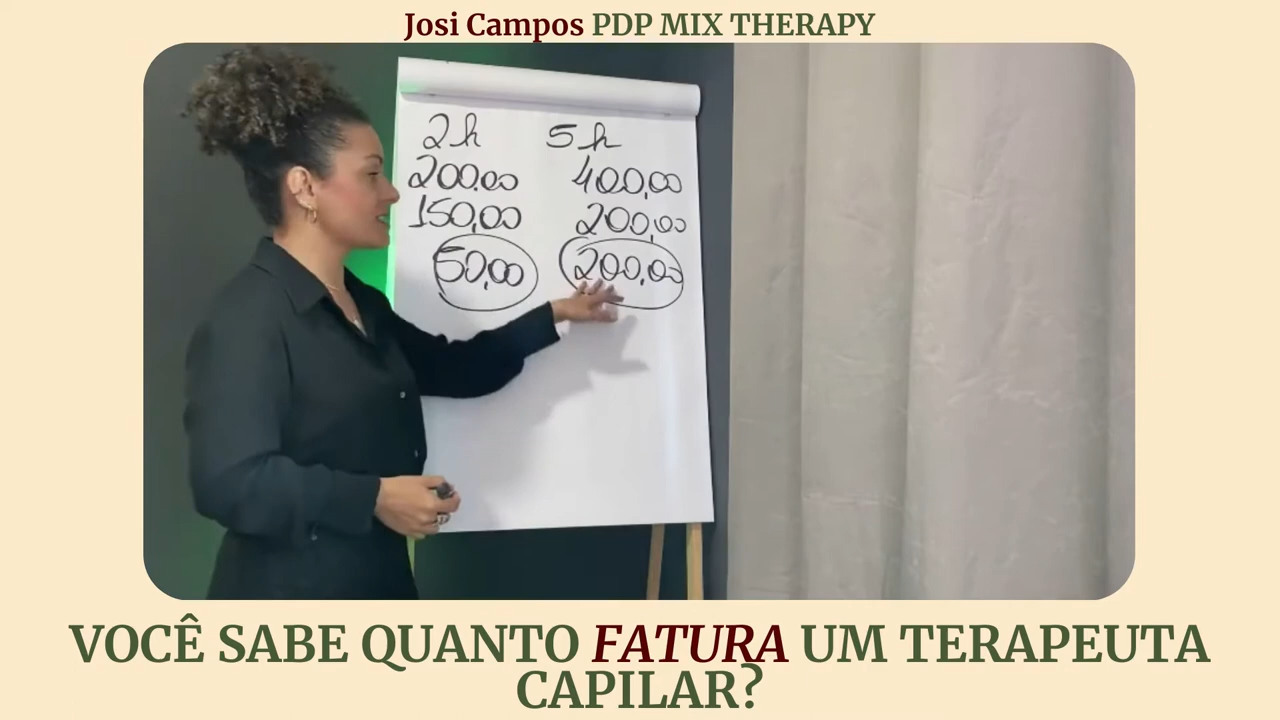 Josi Campos PDP MIX THERAPY
2h 5h
200,00 400,00
150,00 200,00
50,00 200,00
VOCÊ SABE QUANTO FATURA UM TERAPEUTA
CAPILAR?